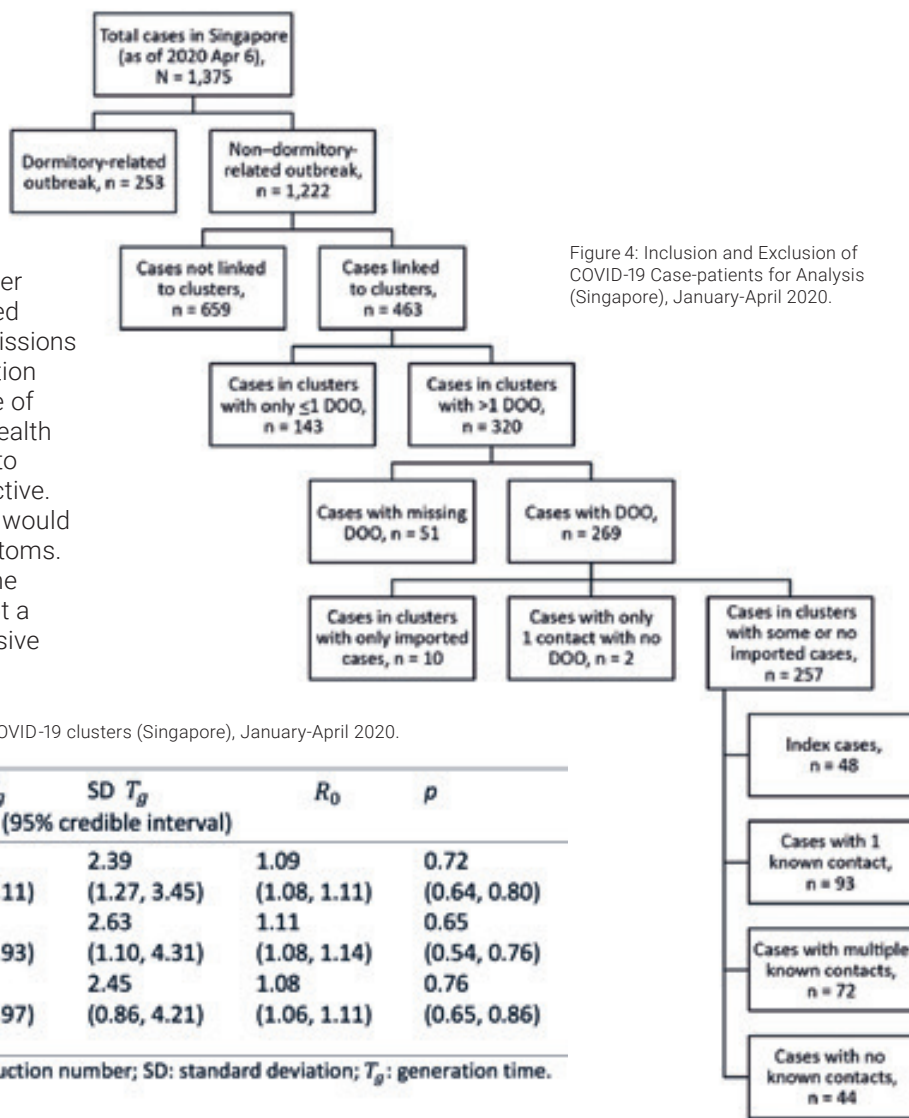 Total cases in Singapore
(as of 2020 Apr 6),
N = 1,375
Dormitory-related
outbreak, n = 253
Non–dormitory-
related outbreak,
n = 1,222
Cases not linked
to clusters,
n = 659
Cases linked
to clusters,
n = 463
Figure 4: Inclusion and Exclusion of
COVID-19 Case-patients for Analysis
(Singapore), January-April 2020.
Cases in clusters
with only ≤1 DOO,
n = 143
Cases in clusters
with >1 DOO,
n = 320
Cases with missing
DOO, n = 51
Cases with DOO,
n = 269
Cases in clusters
with only imported
cases, n = 10
Cases with only
1 contact with no
DOO, n = 2
Cases in clusters
with some or no
imported cases,
n = 257
Index cases,
n = 48
Cases with 1
known contact,
n = 93
Cases with multiple
known contacts,
n = 72
Cases with no
known contacts,
n = 44
er
ed
issions
tion
e of
ealth
to
ctive.
would
toms.
ne
t a
sive
OVID-19 clusters (Singapore), January-April 2020.
g SD Tg R0 p
(95% credible interval)
2.39 1.09 0.72
.11) (1.27, 3.45) (1.08, 1.11) (0.64, 0.80)
2.63 1.11 0.65
.93) (1.10, 4.31) (1.08, 1.14) (0.54, 0.76)
2.45 1.08 0.76
.97) (0.86, 4.21) (1.06, 1.11) (0.65, 0.86)
uction number; SD: standard deviation; Tg: generation time.